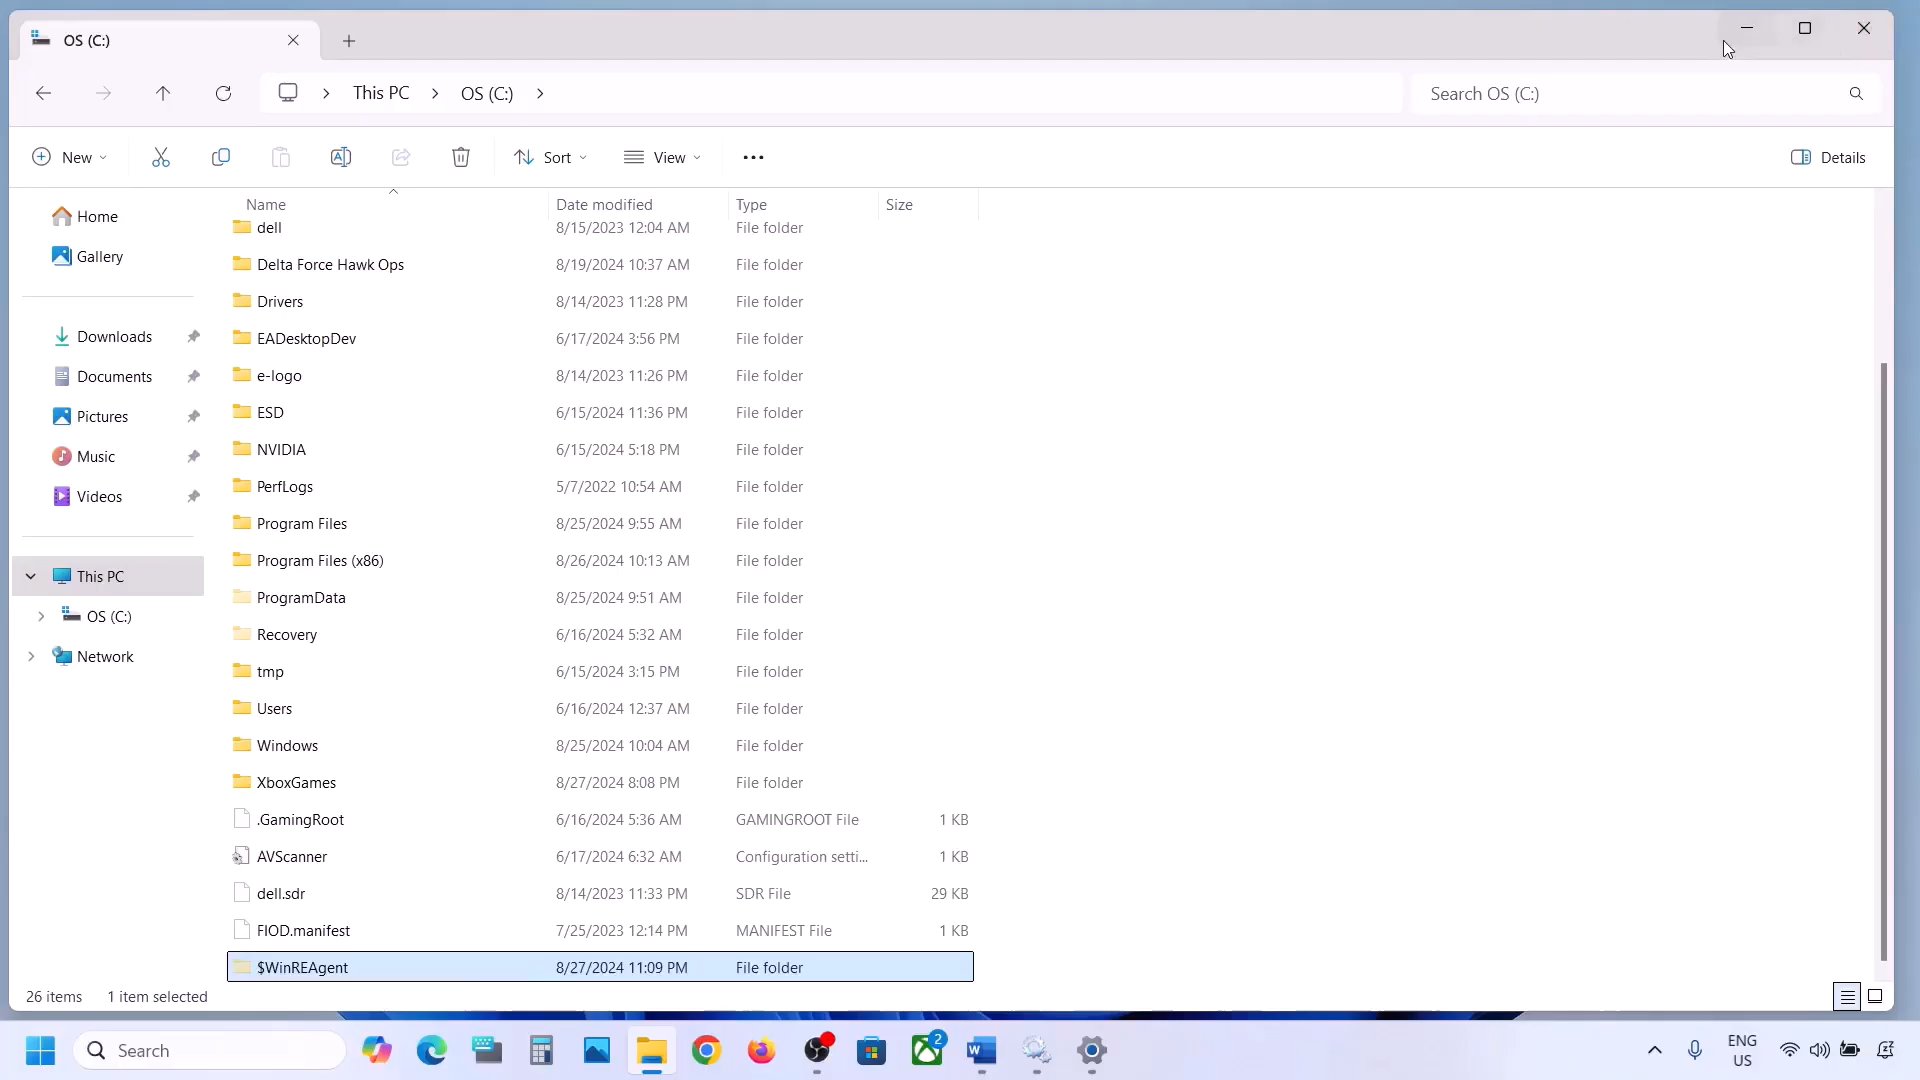 OS (C:)
This PC
OS (C:)
Search OS (C:)
New
Sort
View
Details
Home
Gallery
Downloads
Documents
Pictures
Music
Videos
This PC
OS (C:)
Network
Name Date modified Type Size
dell 8/15/2023 12:04 AM File folder
Delta Force Hawk Ops 8/19/2024 10:37 AM File folder
Drivers 8/14/2023 11:28 PM File folder
EADesktopDev 6/17/2024 3:56 PM File folder
e-logo 8/14/2023 11:26 PM File folder
ESD 6/15/2024 11:36 PM File folder
NVIDIA 6/15/2024 5:18 PM File folder
PerfLogs 5/7/2022 10:54 AM File folder
Program Files 8/25/2024 9:55 AM File folder
Program Files (x86) 8/26/2024 10:13 AM File folder
ProgramData 8/25/2024 9:51 AM File folder
Recovery 6/16/2024 5:32 AM File folder
tmp 6/15/2024 3:15 PM File folder
Users 6/16/2024 12:37 AM File folder
Windows 8/25/2024 10:04 AM File folder
XboxGames 8/27/2024 8:08 PM File folder
.GamingRoot 6/16/2024 5:36 AM GAMINGROOT File 1 KB
AVScanner 6/17/2024 6:32 AM Configuration setti... 1 KB
dell.sdr 8/14/2023 11:33 PM SDR File 29 KB
FIOD.manifest 7/25/2023 12:14 PM MANIFEST File 1 KB
$WinREAgent 8/27/2024 11:09 PM File folder
26 items 1 item selected
Search
2
ENG
US